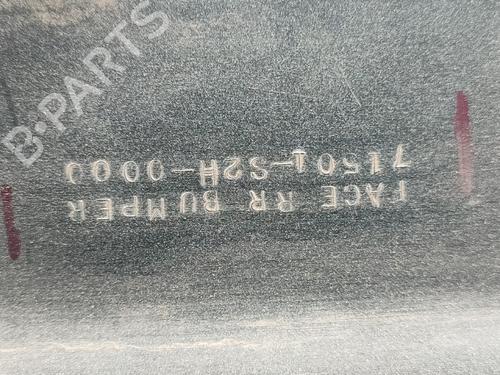 FACE RR BUMPER
71501-S2H-0000
B-PARTS